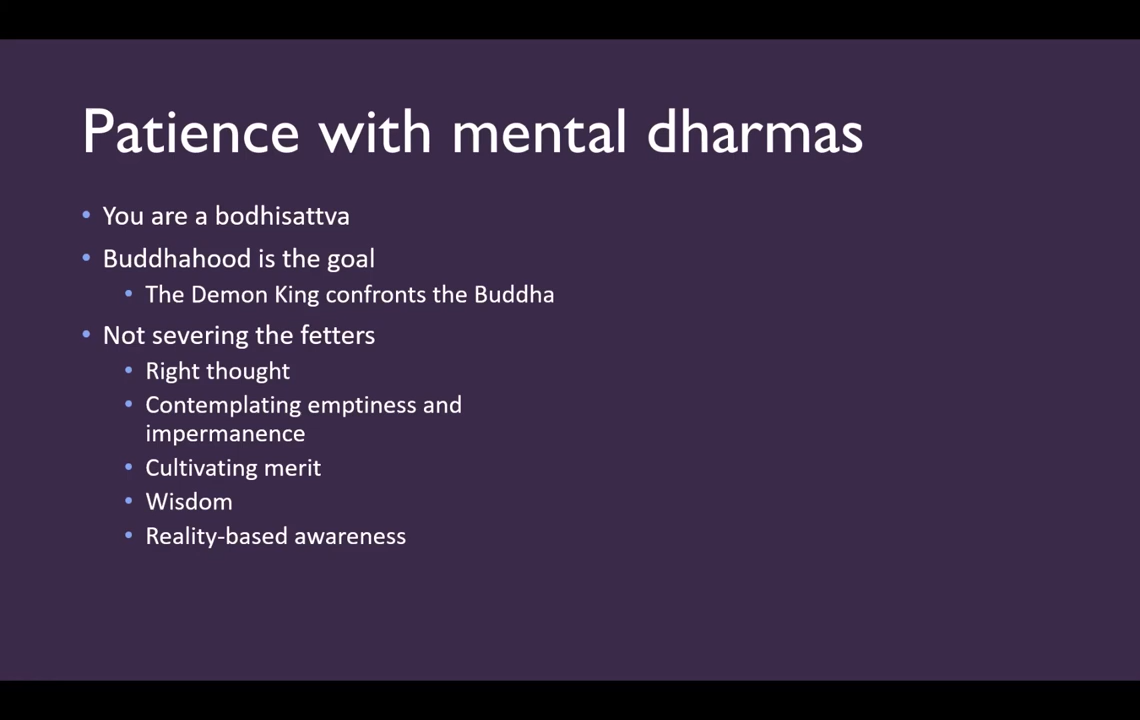 Patience with mental dharmas
• You are a bodhisattva
• Buddhahood is the goal
• The Demon King confronts the Buddha
• Not severing the fetters
• Right thought
• Contemplating emptiness and
impermanence
• Cultivating merit
• Wisdom
• Reality-based awareness